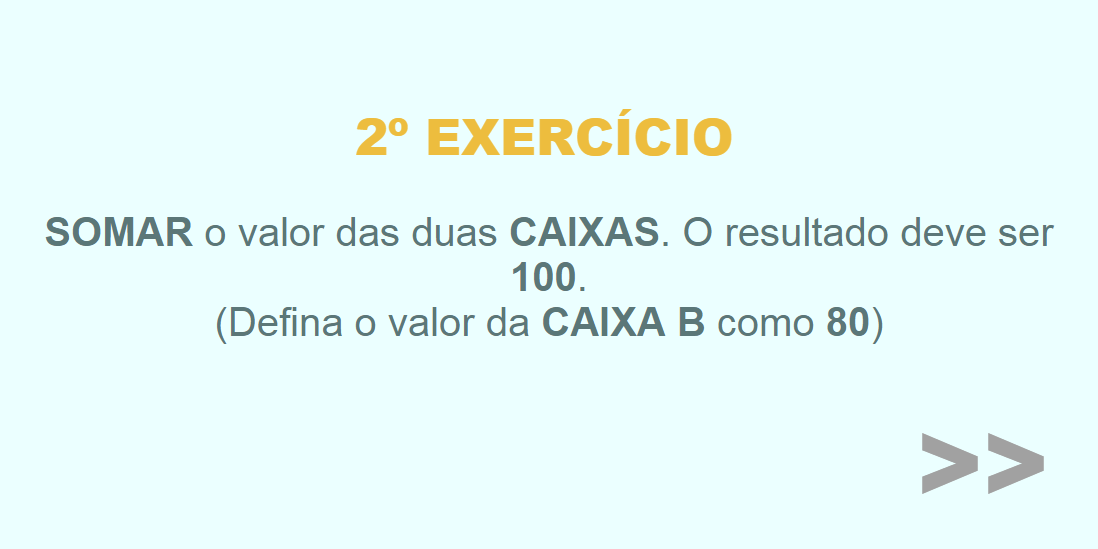 2º EXERCÍCIO
SOMAR o valor das duas CAIXAS. O resultado deve ser
100.
(Defina o valor da CAIXA B como 80)
>>